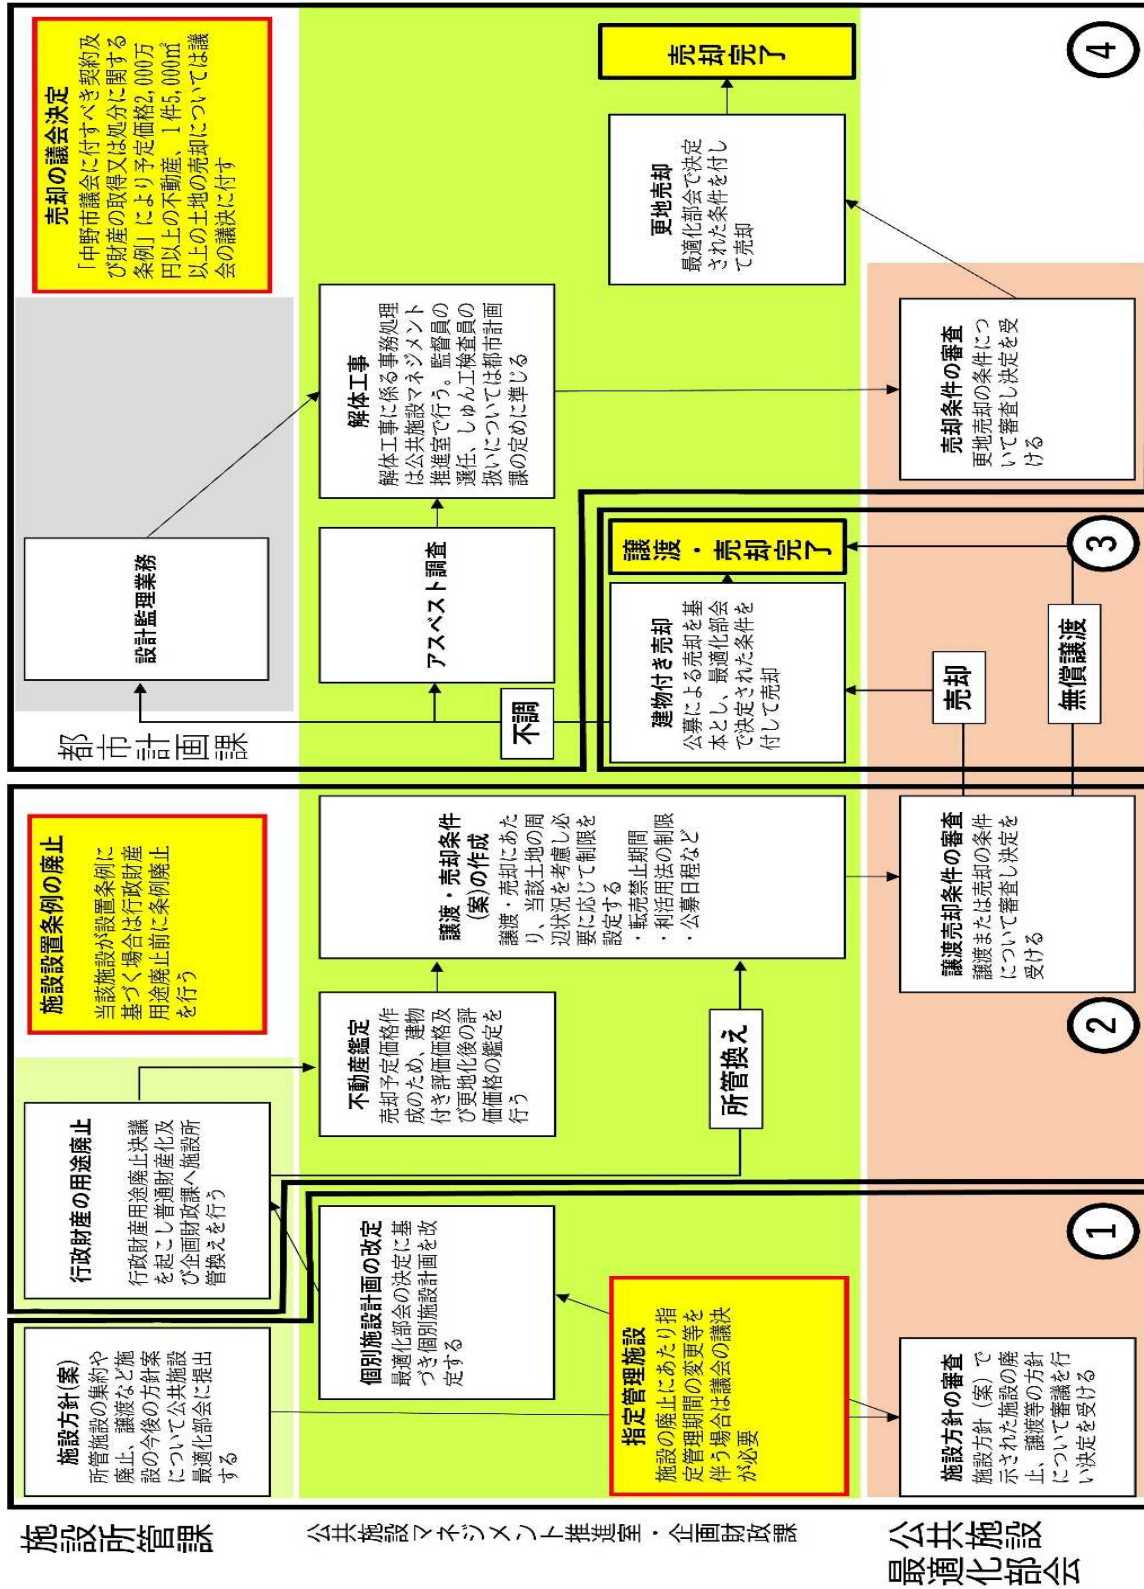 施設所管課
施設方針(案)
所管施設の集約や
廃止、譲渡など施
設の今後の方針案
について公共施設
最適化部会に提出
する
行政財産の用途廃止
行政財産用途廃止決議
を起こし普通財産化及
び企画財政課へ施設所
管換えを行う
施設設置条例の廃止
当該施設が設置条例に
基づく場合は行政財産
用途廃止前に条例廃止
を行う
都市計画課
設計監理業務
売却の議会決定
「中野市議会に付すべき契約及
び財産の取得又は処分に関する
条例」により予定価格2,000万
円以上の不動産、1件5,000㎡
以上の土地の売却については議
会の議決に付す
公共施設マネジメント推進室・企画財政課
個別施設計画の改定
最適化部会の決定に基
づき個別施設計画を改
定する
指定管理施設
施設の廃止にあたり指
定管理期間の変更等を
伴う場合は議会の議決
が必要
不動産鑑定
売却予定価格作
成のため、建物
付き評価価格及
び更地化後の評
価価格の鑑定を
行う
所管換え
譲渡・売却条件
(案)の作成
譲渡・売却にあた
り、当該土地の周
辺状況を考慮し必
要に応じて制限を
設定する
・転売禁止期間
・利活用法の制限
・公募日程など
不調
アスベスト調査
解体工事
解体工事に係る事務処理
は公共施設マネジメント
推進室で行う。監督員の
選任、しゅん工検査員の
扱いについては都市計画
課の定めに準じる
建物付き売却
公募による売却を基
本とし、最適化部会
で決定された条件を
付して売却
譲渡・売却完了
更地売却
最適化部会で決定
された条件を付し
て売却
売却完了
公共施設
最適化部会
施設方針の審査
施設方針（案）で
示された施設の廃
止、譲渡等の方針
について審議を行
い決定を受ける
①
②
譲渡売却条件の審査
譲渡または売却の条件
について審査し決定を
受ける
売却
無償譲渡
③
売却条件の審査
更地売却の条件につ
いて審査し決定を受
ける
④